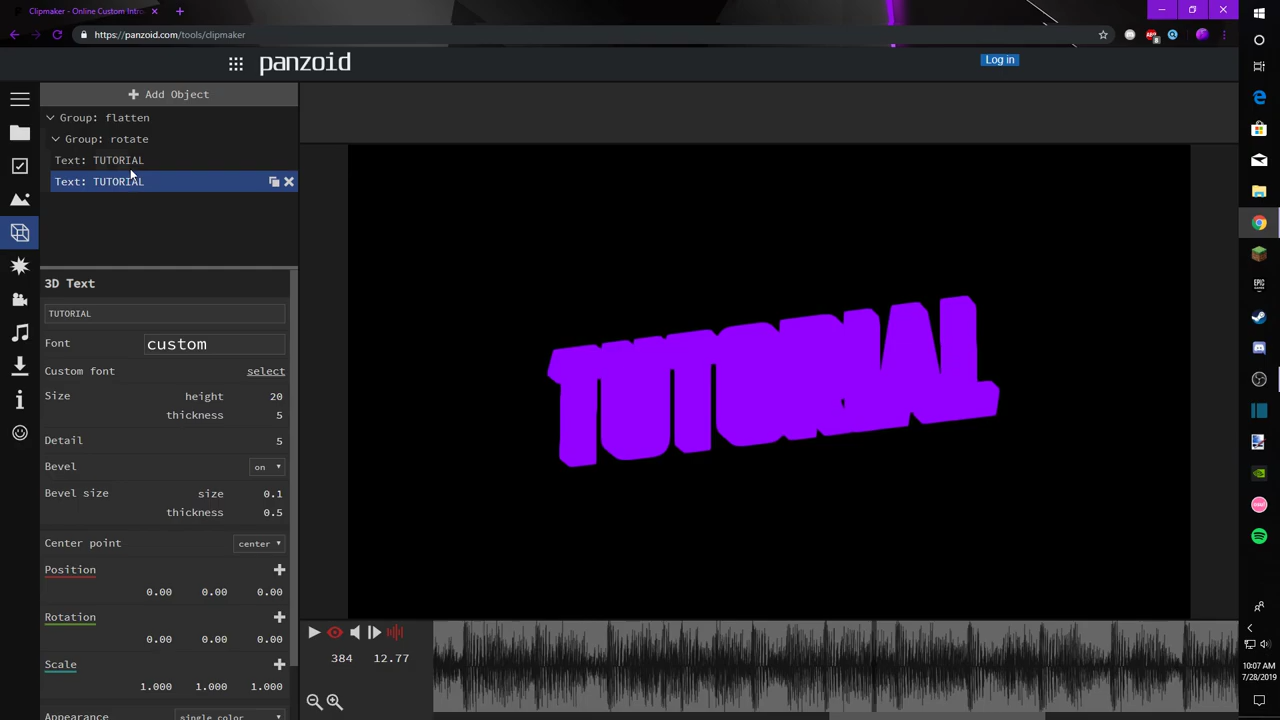 Clipmaker - Online Custom Intro
https://panzoid.com/tools/clipmaker
ABP
panzoid
Log in
Add Object
Group: flatten
Group: rotate
Text: TUTORIAL
Text: TUTORIAL
3D Text
TUTORIAL
Font custom
Custom font select
Size height 20
thickness 5
Detail 5
Bevel on
Bevel size size 0.1
thickness 0.5
Center point center
Position
0.00 0.00 0.00
Rotation
0.00 0.00 0.00
Scale
1.000 1.000 1.000
Appearance single color
TUTORIAL
384 12.77
EPIC
GAMES
osu!
10:07 AM
7/28/2019